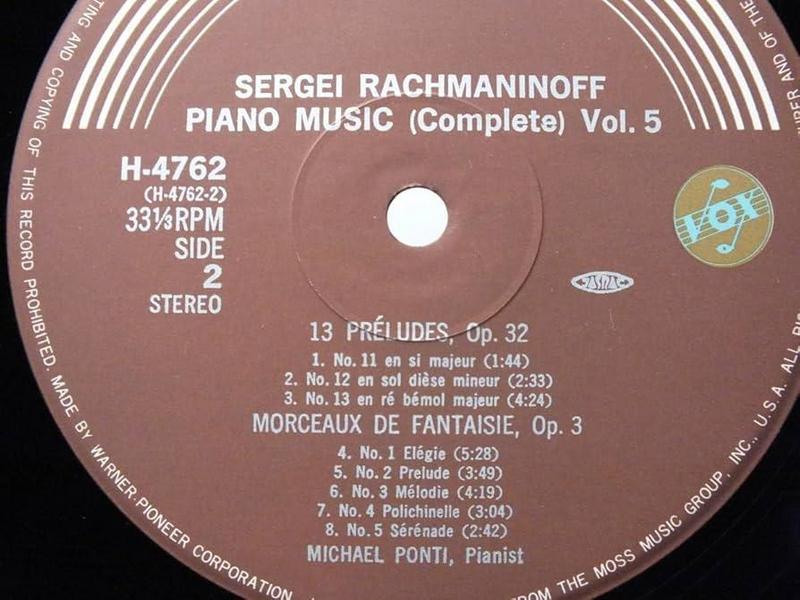 SERGEI RACHMANINOFF
PIANO MUSIC (Complete) Vol. 5
H-4762
(H-4762-2)
33⅓RPM
SIDE
2
STEREO
VOX
13 PRÉLUDES, Op. 32
1. No. 11 en si majeur (1:44)
2. No. 12 en sol dièse mineur (2:33)
3. No. 13 en ré bémol majeur (4:24)
MORCEAUX DE FANTAISIE, Op. 3
4. No. 1 Elégie (5:28)
5. No. 2 Prelude (3:49)
6. No. 3 Mélodie (4:19)
7. No. 4 Polichinelle (3:04)
8. No. 5 Sérénade (2:42)
MICHAEL PONTI, Pianist
AND COPYING OF THIS RECORD PROHIBITED. MADE BY WARNER-PIONEER CORPORATION,
FROM THE MOSS MUSIC GROUP, INC., U.S.A. ALL
AND OF THE